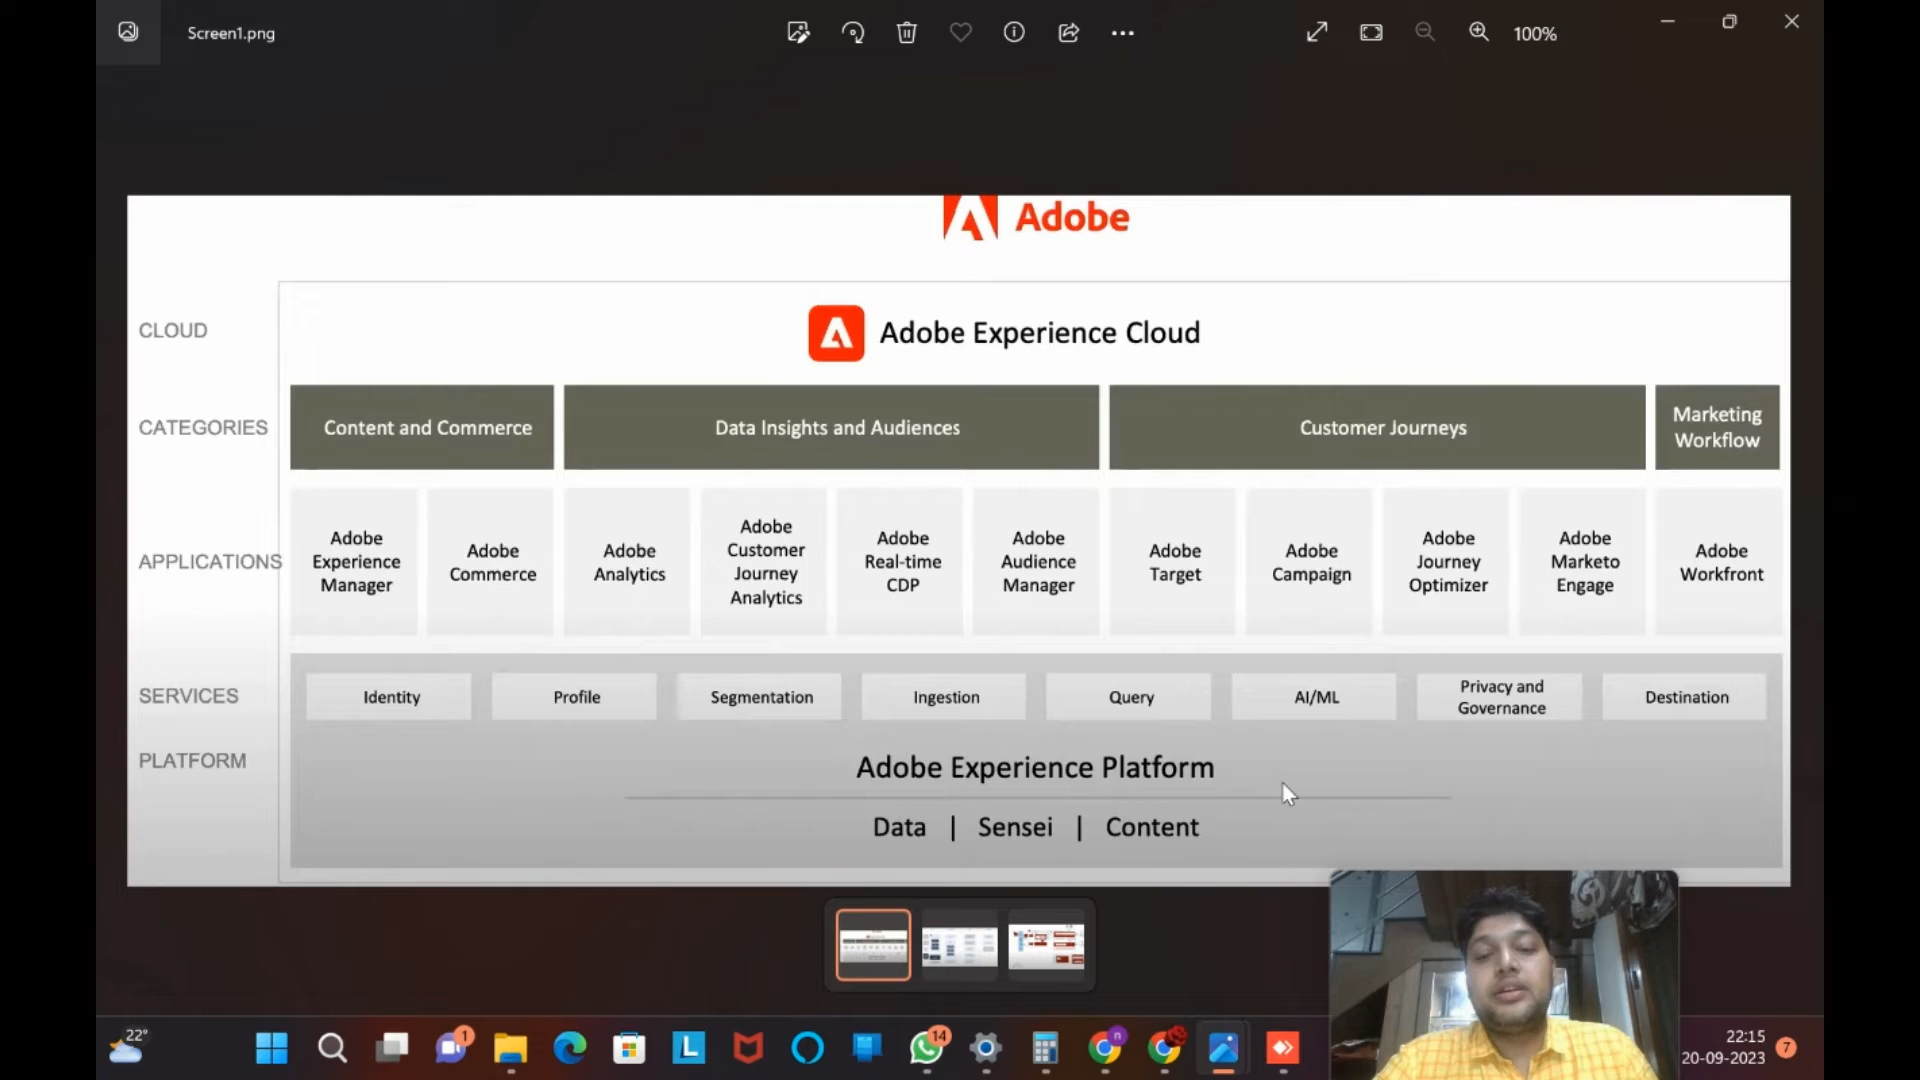 Screen1.png
100%
Adobe
CLOUD
Adobe Experience Cloud
CATEGORIES
Content and Commerce
Data Insights and Audiences
Customer Journeys
Marketing
Workflow
APPLICATIONS
Adobe
Experience
Manager
Adobe
Commerce
Adobe
Analytics
Adobe
Customer
Journey
Analytics
Adobe
Real-time
CDP
Adobe
Audience
Manager
Adobe
Target
Adobe
Campaign
Adobe
Journey
Optimizer
Adobe
Marketo
Engage
Adobe
Workfront
SERVICES
Identity
Profile
Segmentation
Ingestion
Query
AI/ML
Privacy and
Governance
Destination
PLATFORM
Adobe Experience Platform
Data | Sensei | Content
22°
1
L
14
n
22:15
20-09-2023
7